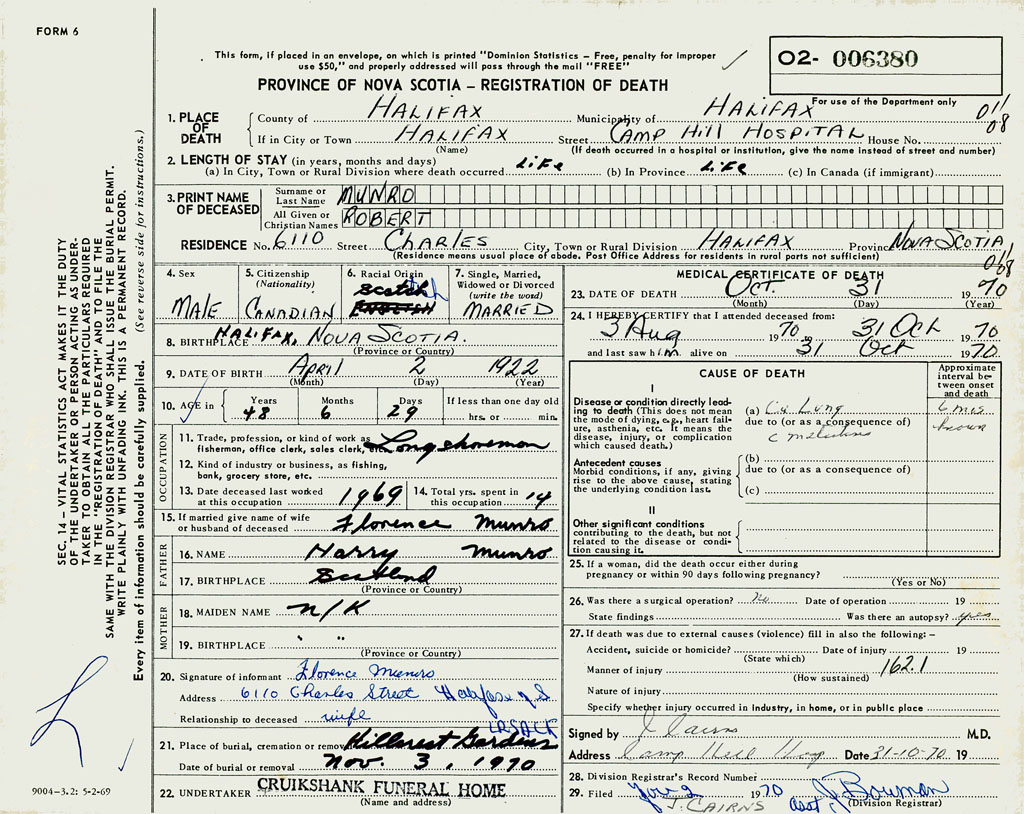 FORM 6
This form, if placed in an envelope, on which is printed "Dominion Statistics – Free, penalty for improper
use $50," and properly addressed will pass through the mail "FREE"
02- 006380
For use of the Department only
PROVINCE OF NOVA SCOTIA – REGISTRATION OF DEATH
011
08
1. PLACE OF DEATH
County of HALIFAX Municipality of HALIFAX
If in City or Town HALIFAX Street CAMP HILL HOSPITAL House No.
(Name) (If death occurred in a hospital or institution, give the name instead of street and number)
2. LENGTH OF STAY (in years, months and days)
(a) In City, Town or Rural Division where death occurred LIFE (b) In Province LIFE (c) In Canada (if immigrant)
3. PRINT NAME OF DECEASED
Surname or Last Name MUNRO
All Given or Christian Names ROBERT
RESIDENCE No. 6110 Street CHARLES City, Town or Rural Division HALIFAX Province NOVA SCOTIA
(Residence means usual place of abode. Post Office Address for residents in rural parts not sufficient)
4. Sex MALE
5. Citizenship (Nationality) CANADIAN
6. Racial Origin Scotch
7. Single, Married, Widowed or Divorced (write the word) MARRIED
8. BIRTHPLACE HALIFAX, NOVA SCOTIA.
(Province or Country)
9. DATE OF BIRTH APRIL 2 1922
(Month) (Day) (Year)
10. AGE in Years 48 Months 6 Days 29 If less than one day old hrs. or min.
OCCUPATION
11. Trade, profession, or kind of work as fisherman, office clerk, sales clerk, etc. Longshoreman
12. Kind of industry or business, as fishing, bank, grocery store, etc.
13. Date deceased last worked at this occupation 1969
14. Total yrs. spent in this occupation 14
15. If married give name of wife or husband of deceased Florence Munro
FATHER
16. NAME Harry Munro
17. BIRTHPLACE Scotland
(Province or Country)
MOTHER
18. MAIDEN NAME N/K
19. BIRTHPLACE " "
(Province or Country)
20. Signature of informant Florence Munro
Address 6110 Charles Street Halifax N S
Relationship to deceased wife
21. Place of burial, cremation or removal Hillcrest Gardens
Date of burial or removal Nov. 3, 1970
22. UNDERTAKER CRUIKSHANK FUNERAL HOME
(Name and address)
MEDICAL CERTIFICATE OF DEATH
018
23. DATE OF DEATH OCT. 31 1970
(Month) (Day) (Year)
24. I HEREBY CERTIFY that I attended deceased from:
3 Aug 1970 31 Oct 1970
and last saw him alive on 31 Oct 1970
CAUSE OF DEATH
Approximate interval between onset and death
I
Disease or condition directly leading to death (This does not mean the mode of dying, e.g., heart failure, asthenia, etc. It means the disease, injury, or complication which caused death.)
(a) Ca Lung 6 mos
due to (or as a consequence of)
known
Antecedent causes
Morbid conditions, if any, giving rise to the above cause, stating the underlying condition last.
(b)
due to (or as a consequence of)
(c)
II
Other significant conditions contributing to the death, but not related to the disease or condition causing it.
25. If a woman, did the death occur either during pregnancy or within 90 days following pregnancy?
(Yes or No)
26. Was there a surgical operation? No Date of operation 19
State findings Was there an autopsy? yes
27. If death was due to external causes (violence) fill in also the following: –
Accident, suicide or homicide? Date of injury 19
(State which)
Manner of injury 162.1
(How sustained)
Nature of injury
Specify whether injury occurred in industry, in home, or in public place
Signed by J Cairns M.D.
Address Camp Hill Hosp Date 31-10-70 19
28. Division Registrar's Record Number
29. Filed Nov 2 1970 J. Bowman
J. CAIRNS asst (Division Registrar)
SEC. 14 – VITAL STATISTICS ACT MAKES IT THE DUTY
OF THE UNDERTAKER OR PERSON ACTING AS UNDER-
TAKER TO OBTAIN ALL THE PARTICULARS REQUIRED
IN THE "REGISTRATION OF DEATH" AND TO FILE THE
SAME WITH THE DIVISION REGISTRAR WHO SHALL ISSUE THE BURIAL PERMIT.
WRITE PLAINLY WITH UNFADING INK. THIS IS A PERMANENT RECORD.
Every item of information should be carefully supplied. (See reverse side for instructions.)
9004-3.2: 5-2-69